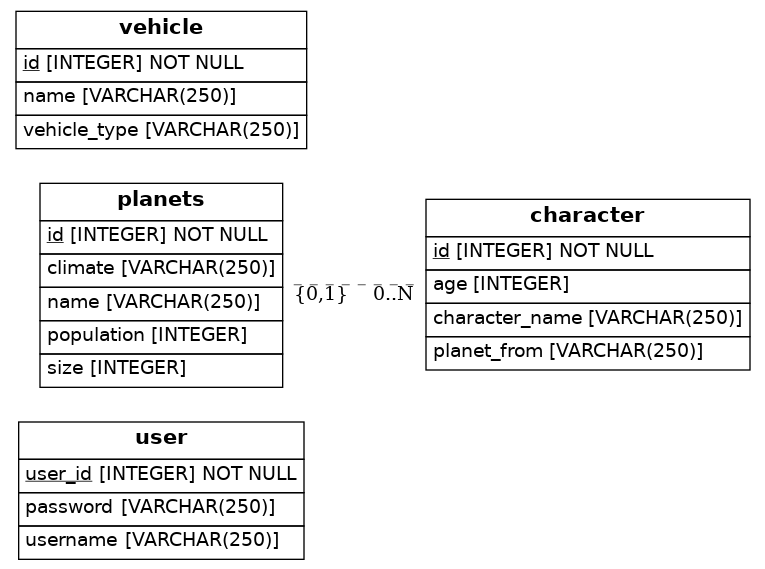 vehicle
id [INTEGER] NOT NULL
name [VARCHAR(250)]
vehicle_type [VARCHAR(250)]
planets
id [INTEGER] NOT NULL
climate [VARCHAR(250)]
name [VARCHAR(250)]
population [INTEGER]
size [INTEGER]
{0,1} 0..N
character
id [INTEGER] NOT NULL
age [INTEGER]
character_name [VARCHAR(250)]
planet_from [VARCHAR(250)]
user
user_id [INTEGER] NOT NULL
password [VARCHAR(250)]
username [VARCHAR(250)]